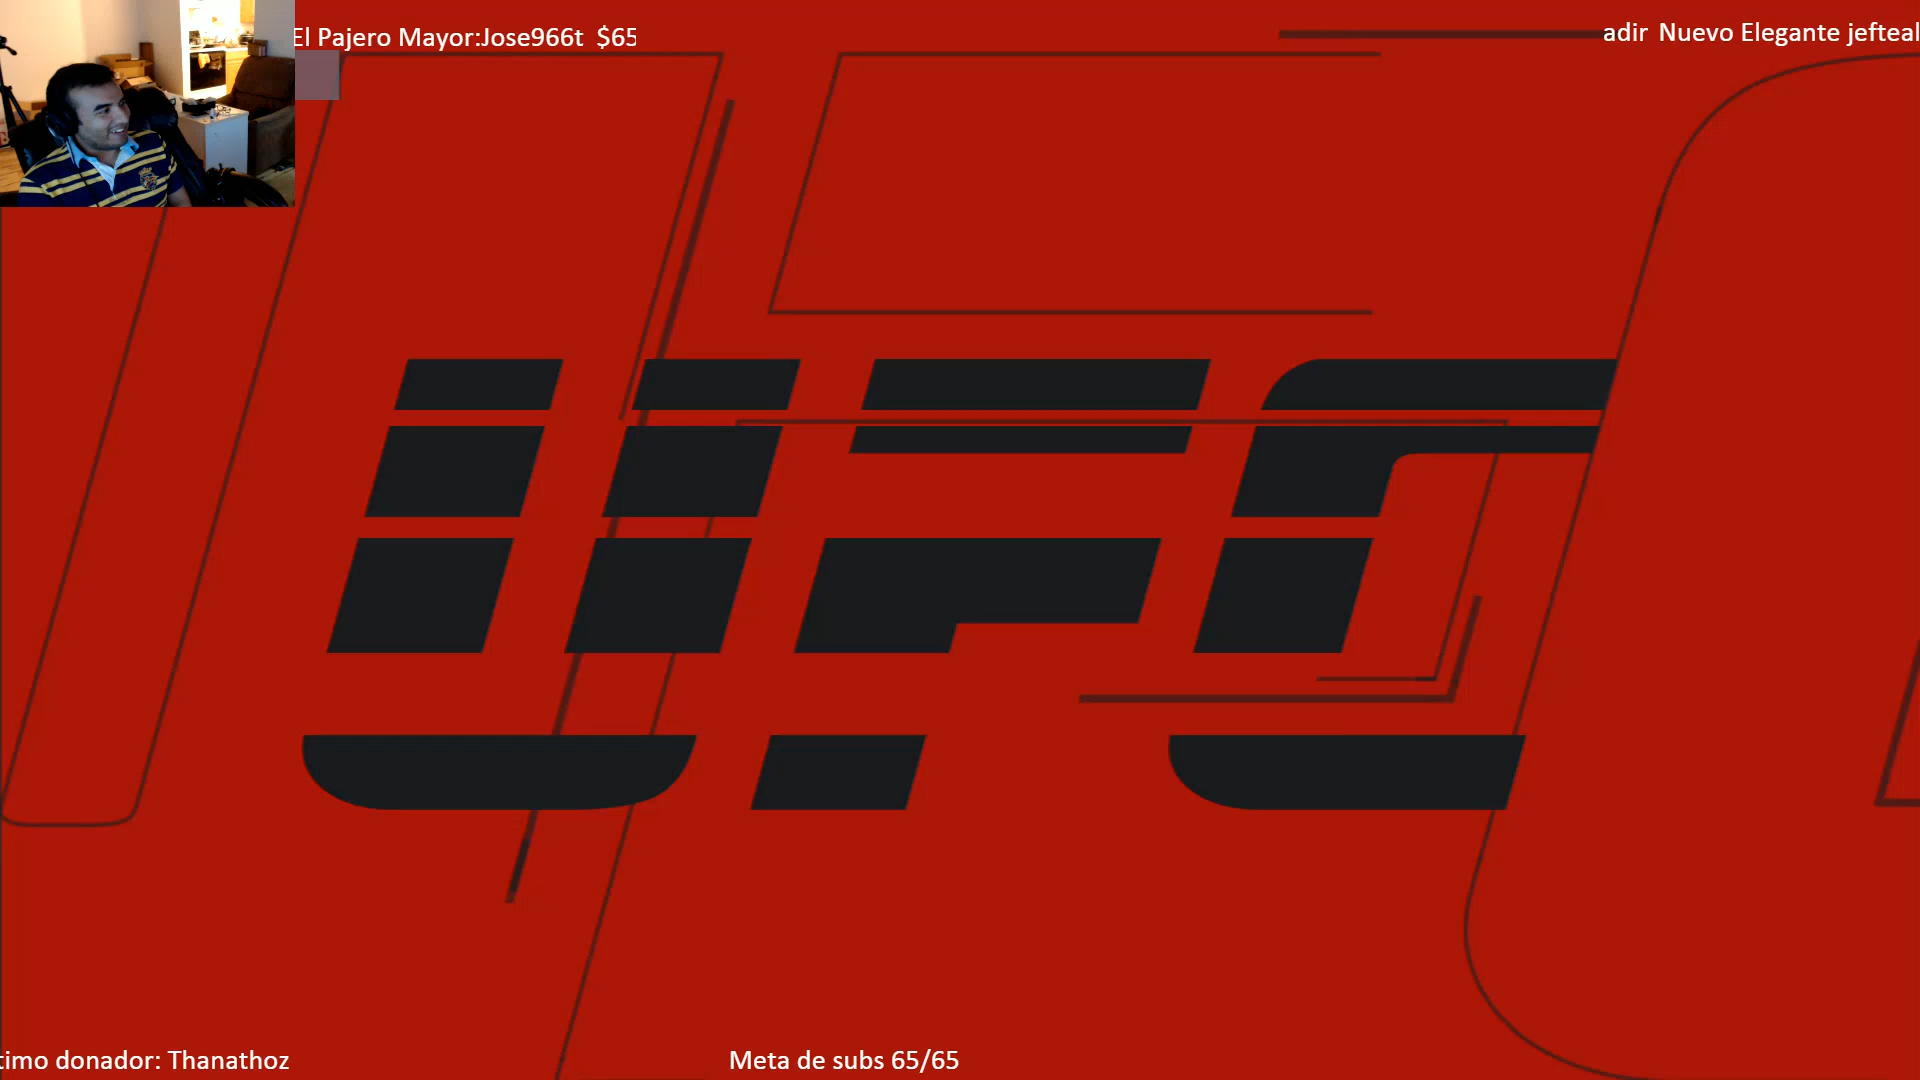 El Pajero Mayor:Jose966t $65
adir Nuevo Elegante jefteal
UFC
timo donador: Thanathoz
Meta de subs 65/65